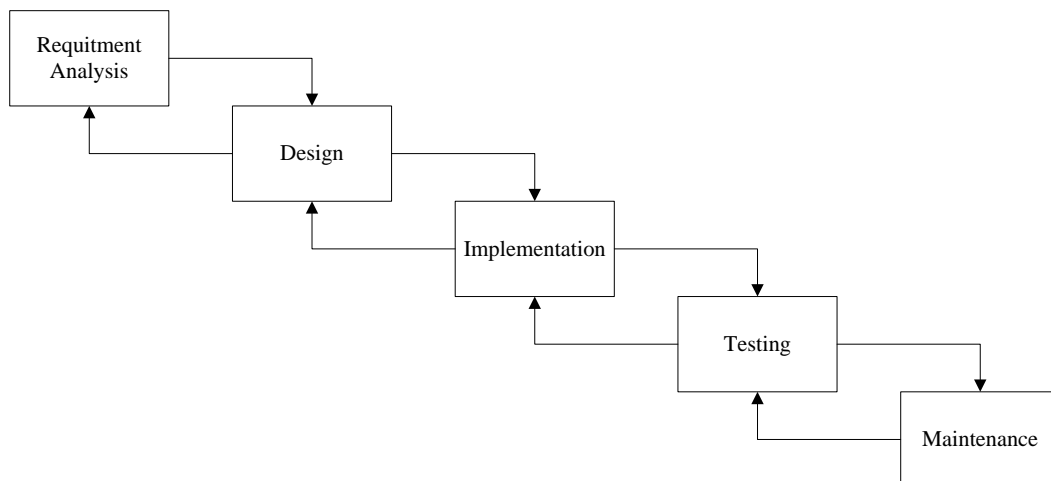 Requitment
Analysis
Design
Implementation
Testing
Maintenance